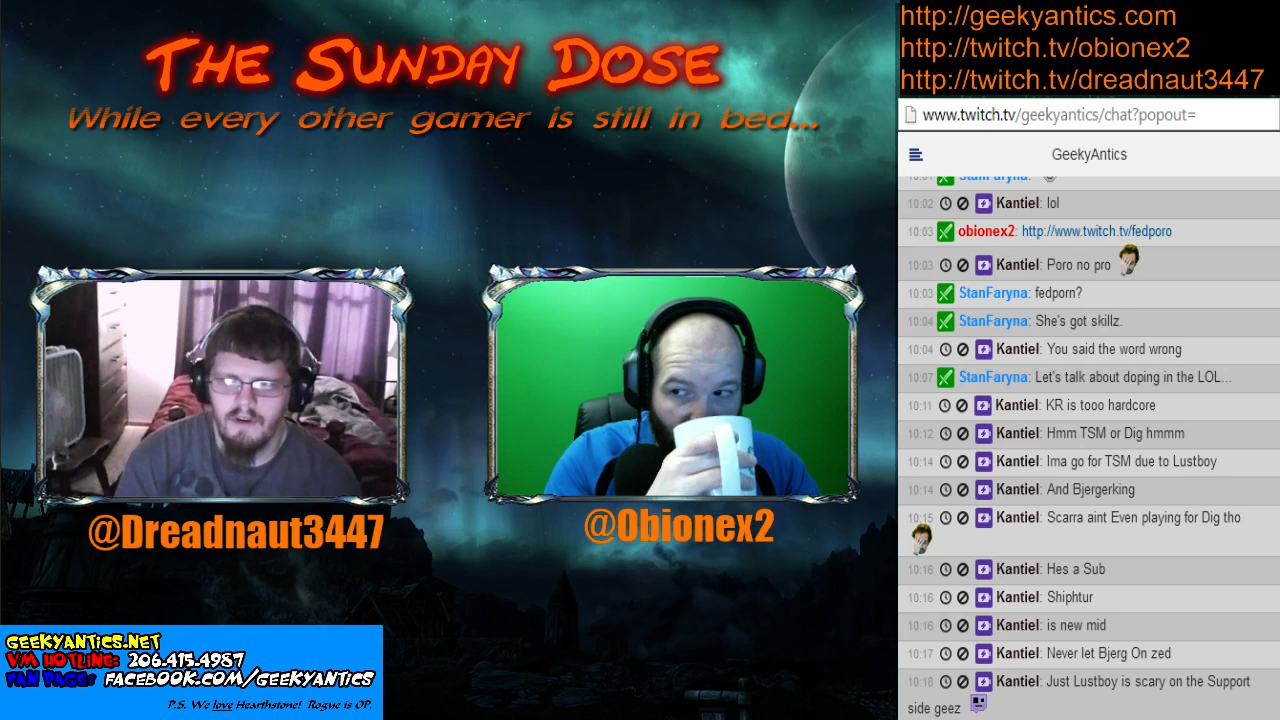 The Sunday Dose
While every other gamer is still in bed...
@Dreadnaut3447
@Obionex2
GEEKYANTICS.NET
VM HOTLINE: 206.415.4987
FAN PAGE: FACEBOOK.COM/GEEKYANTICS
P.S. We love Hearthstone! Rogue is OP.
http://geekyantics.com
http://twitch.tv/obionex2
http://twitch.tv/dreadnaut3447
www.twitch.tv/geekyantics/chat?popout=
GeekyAntics
10:01 StanFaryna:
10:02 Kantiel: lol
10:03 obionex2: http://www.twitch.tv/fedporo
10:03 Kantiel: Poro no pro
10:03 StanFaryna: fedporn?
10:04 StanFaryna: She's got skillz.
10:04 Kantiel: You said the word wrong
10:07 StanFaryna: Let's talk about doping in the LOL...
10:11 Kantiel: KR is tooo hardcore
10:12 Kantiel: Hmm TSM or Dig hmmm
10:14 Kantiel: Ima go for TSM due to Lustboy
10:14 Kantiel: And Bjergerking
10:15 Kantiel: Scarra aint Even playing for Dig tho
10:16 Kantiel: Hes a Sub
10:16 Kantiel: Shiphtur
10:16 Kantiel: is new mid
10:17 Kantiel: Never let Bjerg On zed
10:18 Kantiel: Just Lustboy is scary on the Support
side geez